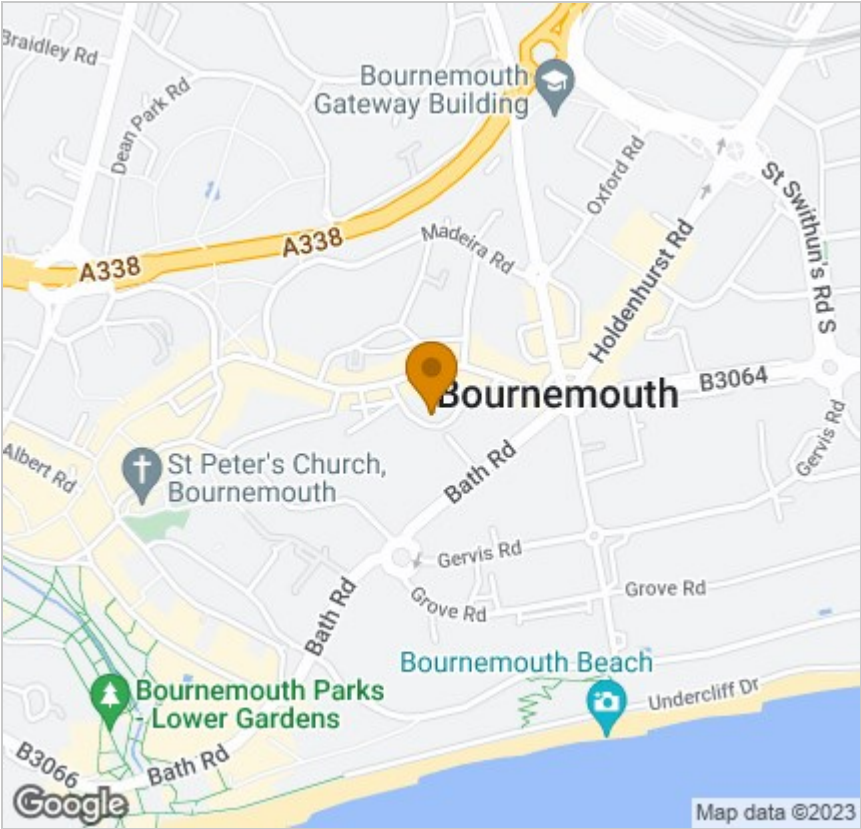 Braidley Rd
Dean Park Rd
Bournemouth
Gateway Building
Oxford Rd
St Swithun's Rd S
A338
A338
Madeira Rd
Holdenhurst Rd
Bournemouth
B3064
Gervis Rd
Albert Rd
St Peter's Church,
Bournemouth
Bath Rd
Gervis Rd
Grove Rd
Grove Rd
Bath Rd
Bournemouth Beach
Undercliff Dr
Bournemouth Parks
- Lower Gardens
B3066
Bath Rd
Google
Map data ©2023